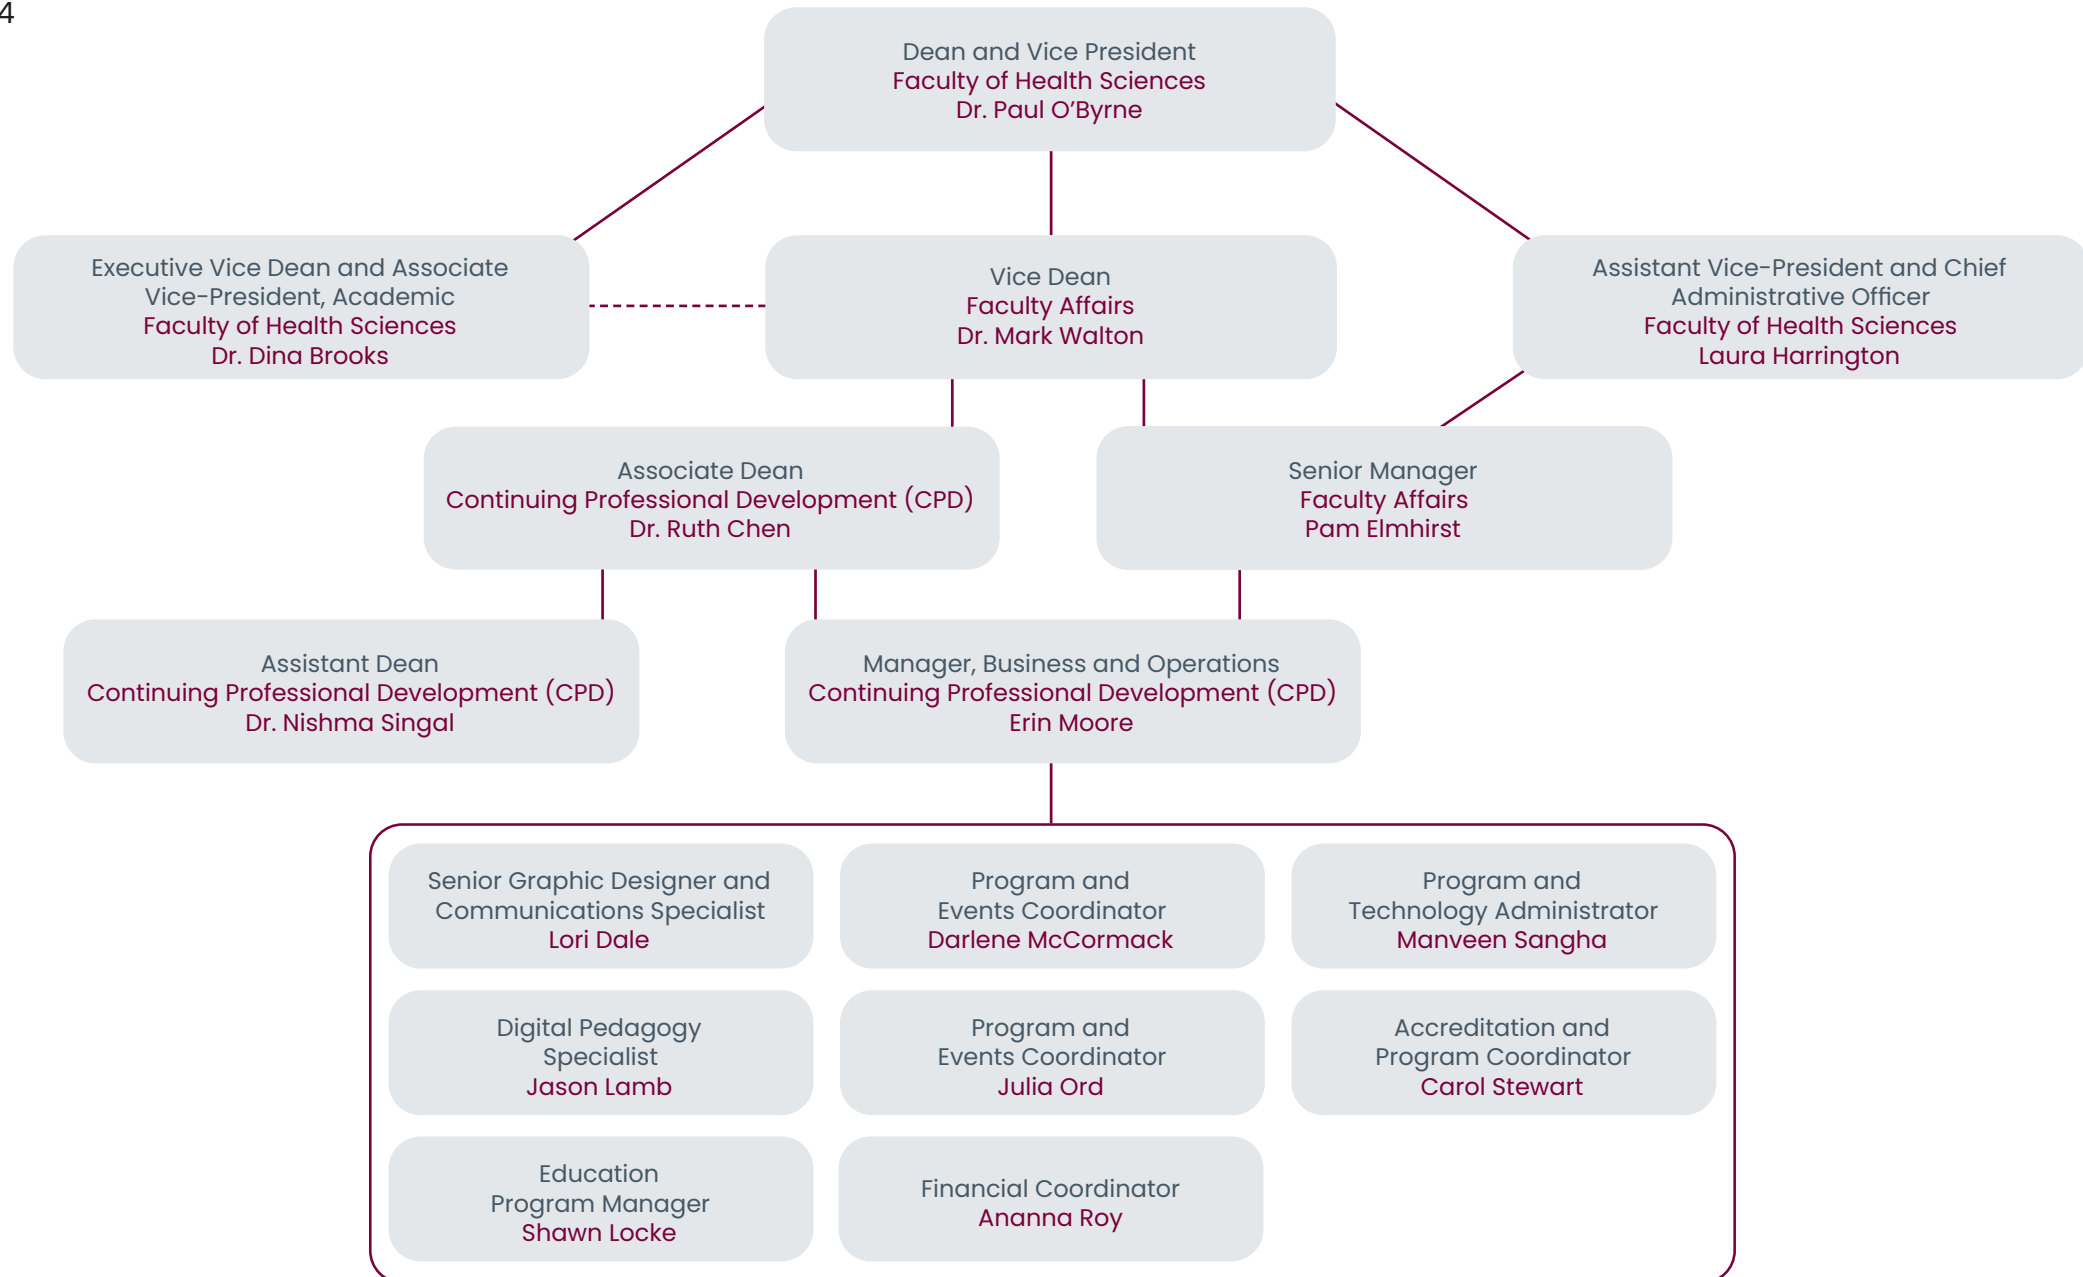 4
Dean and Vice President
Faculty of Health Sciences
Dr. Paul O’Byrne
Executive Vice Dean and Associate
Vice-President, Academic
Faculty of Health Sciences
Dr. Dina Brooks
Vice Dean
Faculty Affairs
Dr. Mark Walton
Assistant Vice-President and Chief
Administrative Officer
Faculty of Health Sciences
Laura Harrington
Associate Dean
Continuing Professional Development (CPD)
Dr. Ruth Chen
Senior Manager
Faculty Affairs
Pam Elmhirst
Assistant Dean
Continuing Professional Development (CPD)
Dr. Nishma Singal
Manager, Business and Operations
Continuing Professional Development (CPD)
Erin Moore
Senior Graphic Designer and
Communications Specialist
Lori Dale
Program and
Events Coordinator
Darlene McCormack
Program and
Technology Administrator
Manveen Sangha
Digital Pedagogy
Specialist
Jason Lamb
Program and
Events Coordinator
Julia Ord
Accreditation and
Program Coordinator
Carol Stewart
Education
Program Manager
Shawn Locke
Financial Coordinator
Ananna Roy